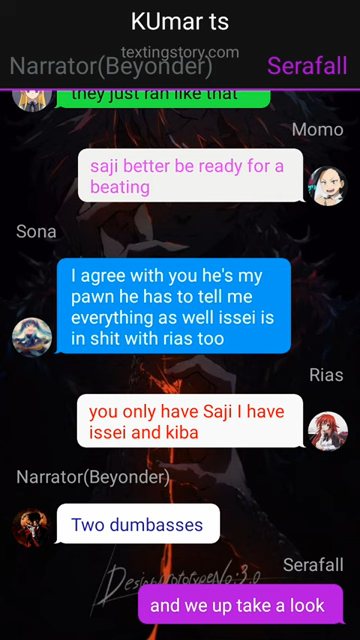 KUmar ts
textingstory.com
Narrator(Beyonder)
Serafall
they just ran like that
Momo
saji better be ready for a
beating
Sona
I agree with you he's my
pawn he has to tell me
everything as well issei is
in shit with rias too
Rias
you only have Saji I have
issei and kiba
Narrator(Beyonder)
Two dumbasses
Serafall
DesignPrototypeNo:3.0
and we up take a look